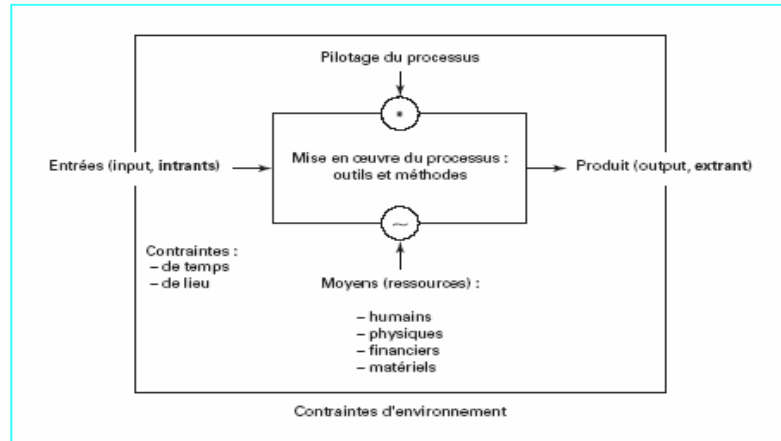 Pilotage du processus
Entrées (input, intrants)
Mise en œuvre du processus :
outils et méthodes
Produit (output, extrant)
Contraintes :
– de temps
– de lieu
Moyens (ressources) :
– humains
– physiques
– financiers
– matériels
Contraintes d'environnement